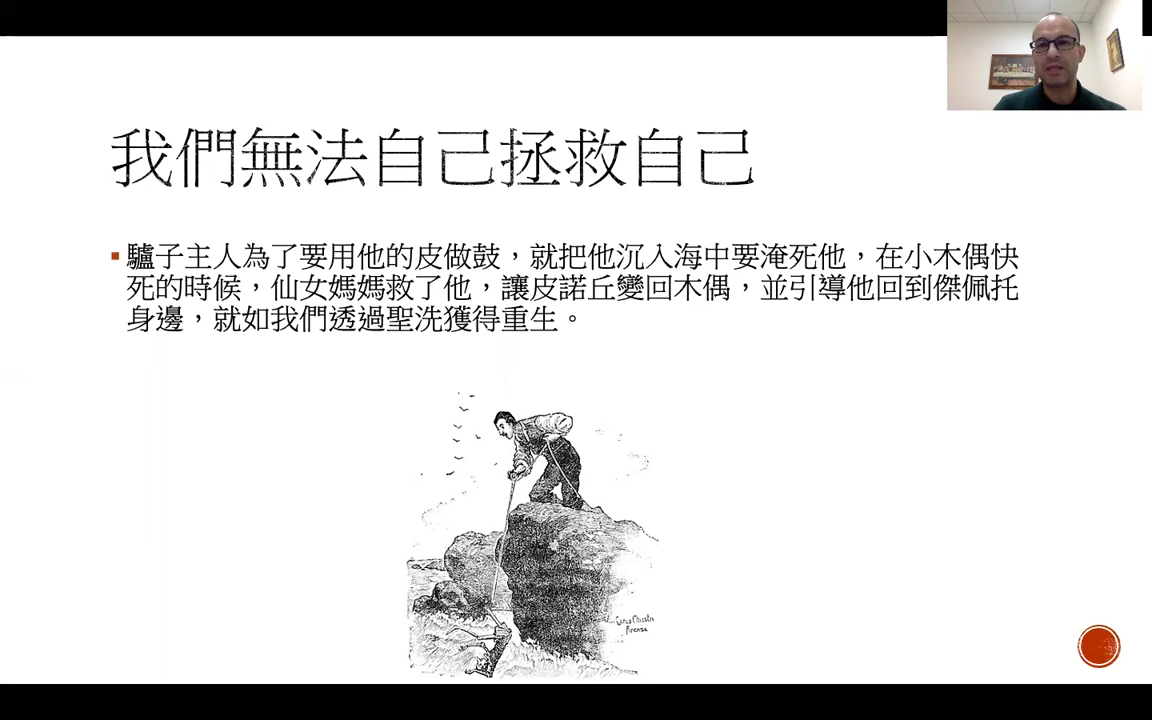 我們無法自己拯救自己
驢子主人為了要用他的皮做鼓，就把他沉入海中要淹死他，在小木偶快
死的時候，仙女媽媽救了他，讓皮諾丘變回木偶，並引導他回到傑佩托
身邊，就如我們透過聖洗獲得重生。